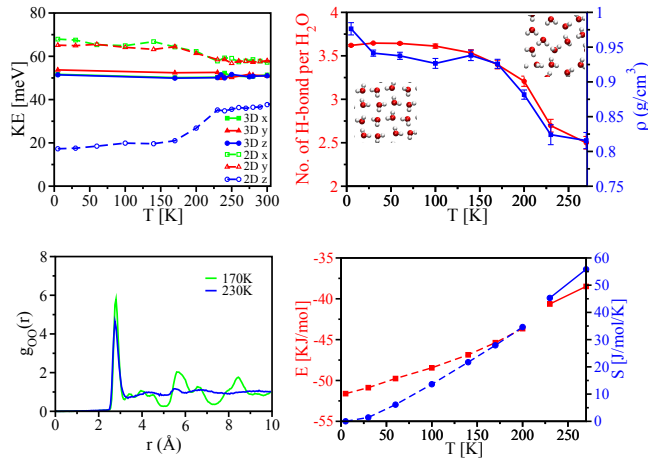 KE [meV]
80
60
40
20
0
3D x
3D y
3D z
2D x
2D y
2D z
0 50 100 150 200 250 300
T [K]
No. of H-bond per H2O
4
3.5
3
2.5
2
ρ (g/cm³)
1
0.95
0.9
0.85
0.8
0.75
0 50 100 150 200 250
T [K]
gOO(r)
8
6
4
2
0
170K
230K
0 2 4 6 8 10
r (Å)
E [KJ/mol]
-35
-40
-45
-50
-55
S [J/mol/K]
60
50
40
30
20
10
0
0 50 100 150 200 250
T [K]